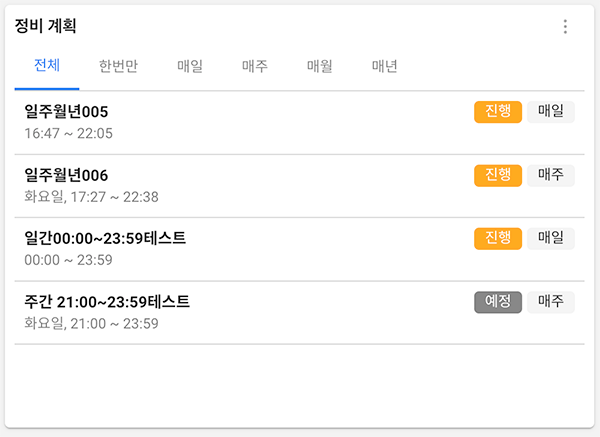 정비 계획
전체 한번만 매일 매주 매월 매년
일주월년005 진행 매일
16:47 ~ 22:05
일주월년006 진행 매주
화요일, 17:27 ~ 22:38
일간00:00~23:59테스트 진행 매일
00:00 ~ 23:59
주간 21:00~23:59테스트 예정 매주
화요일, 21:00 ~ 23:59